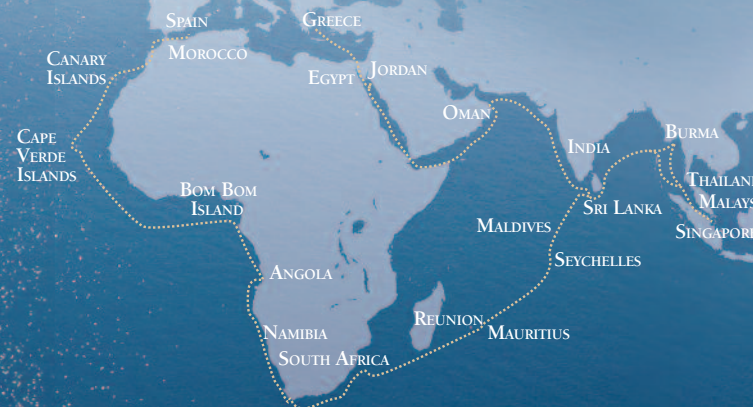 SPAIN
GREECE
MOROCCO
CANARY
ISLANDS
EGYPT
JORDAN
OMAN
CAPE
VERDE
ISLANDS
INDIA
BURMA
BOM BOM
ISLAND
THAILAN
MALAYS
SRI LANKA
MALDIVES
SINGAPOR
SEYCHELLES
ANGOLA
REUNION
MAURITIUS
NAMIBIA
SOUTH AFRICA